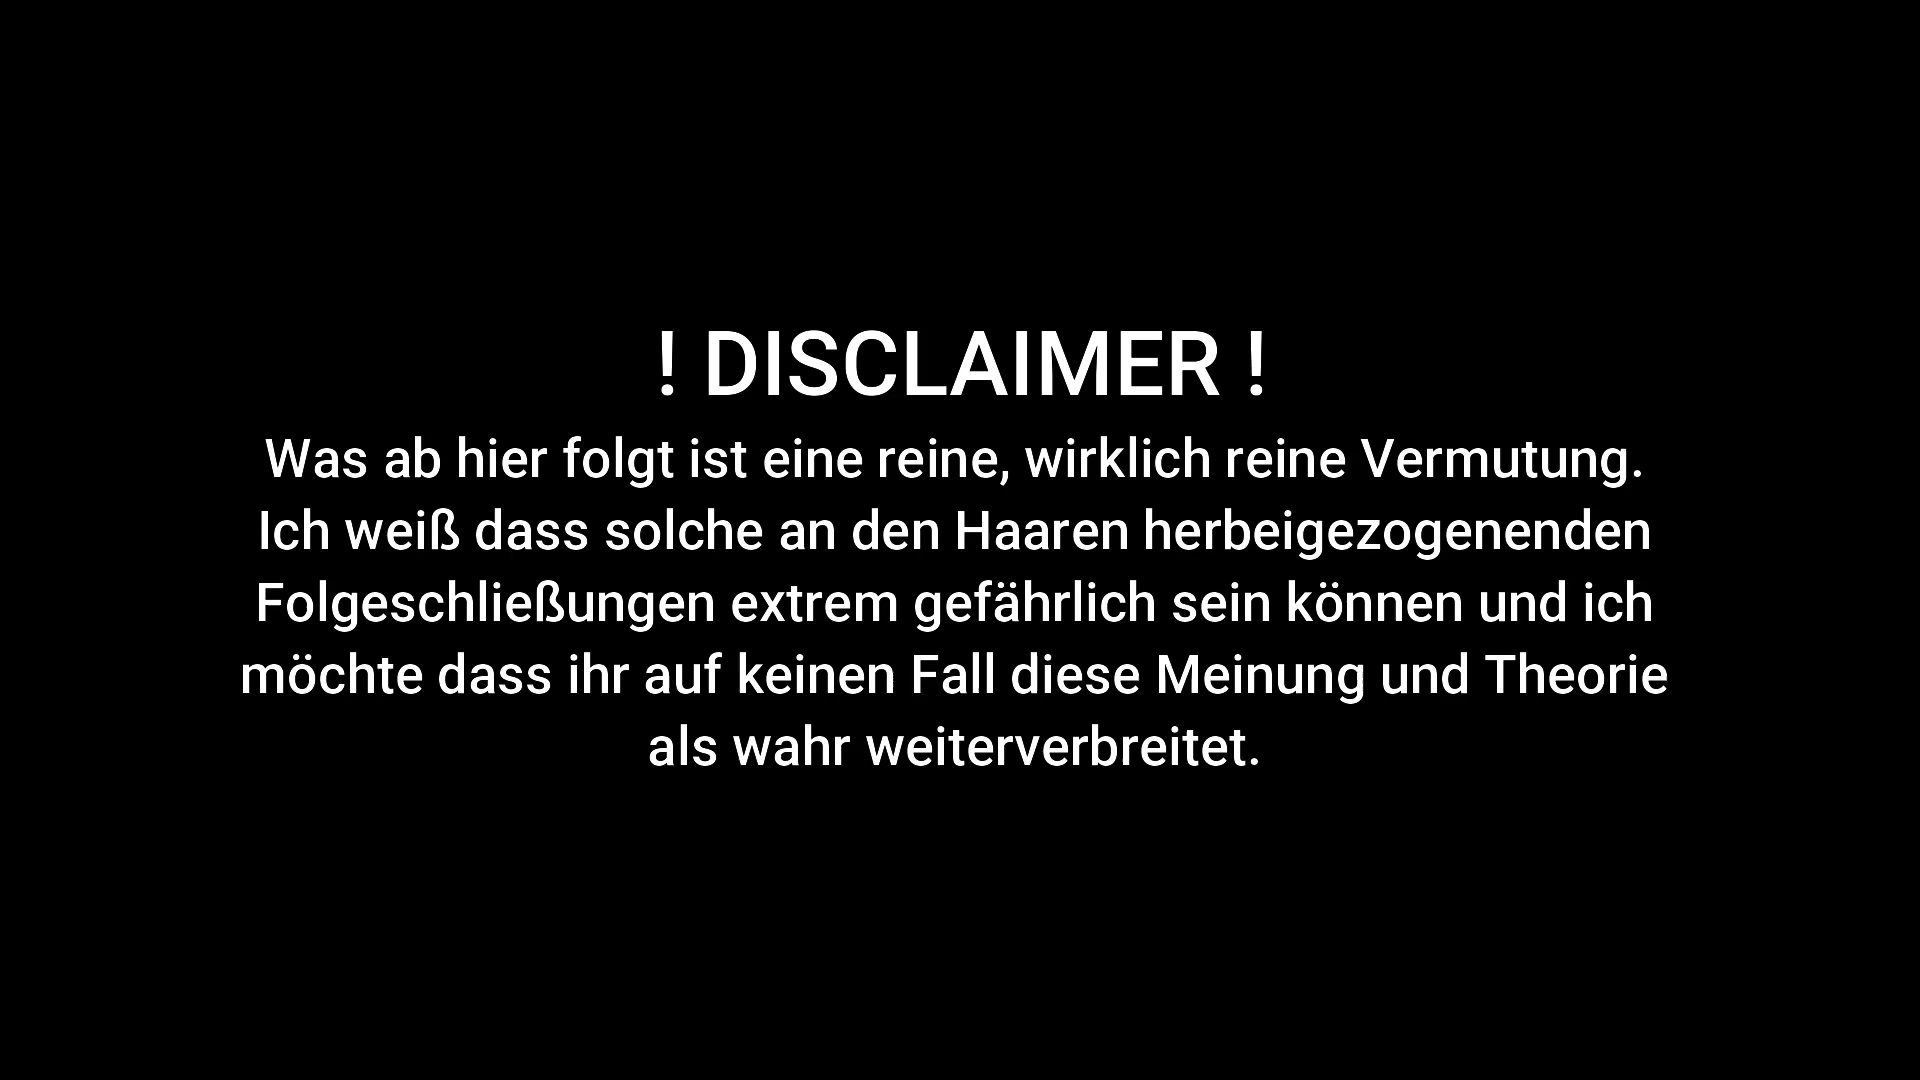 ! DISCLAIMER !
Was ab hier folgt ist eine reine, wirklich reine Vermutung.
Ich weiß dass solche an den Haaren herbeigezogenenden
Folgeschließungen extrem gefährlich sein können und ich
möchte dass ihr auf keinen Fall diese Meinung und Theorie
als wahr weiterverbreitet.